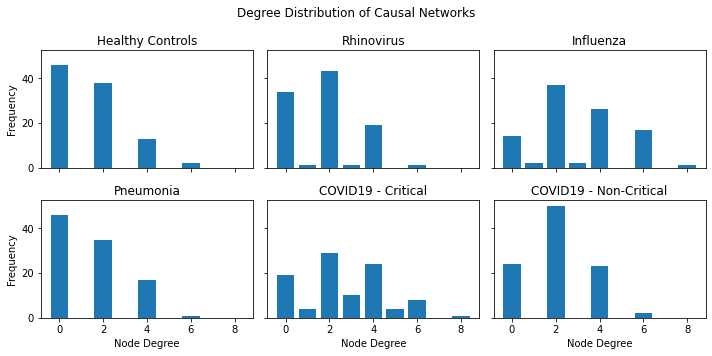 Degree Distribution of Causal Networks
Healthy Controls
Rhinovirus
Influenza
Frequency
40
20
0
Pneumonia
COVID19 - Critical
COVID19 - Non-Critical
Frequency
40
20
0
0 2 4 6 8
0 2 4 6 8
0 2 4 6 8
Node Degree
Node Degree
Node Degree